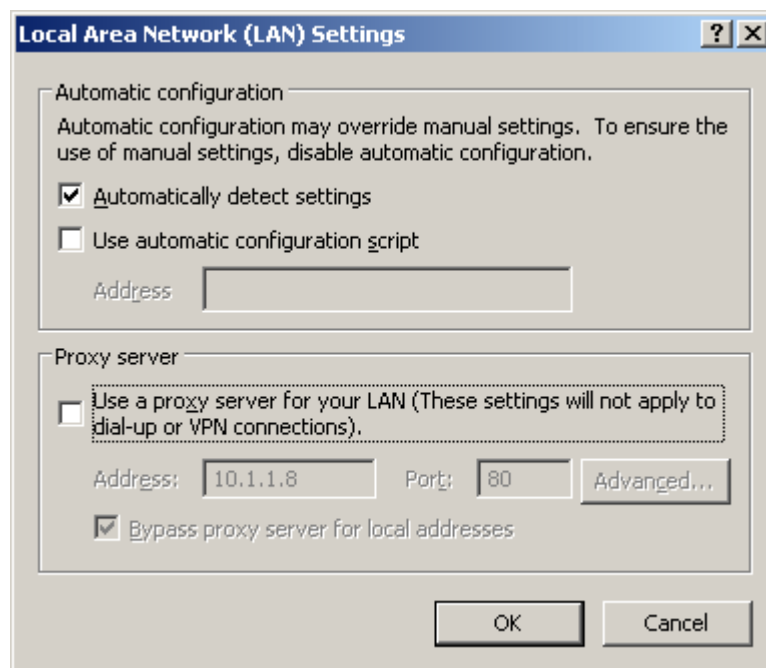 Local Area Network (LAN) Settings
Automatic configuration
Automatic configuration may override manual settings. To ensure the
use of manual settings, disable automatic configuration.
Automatically detect settings
Use automatic configuration script
Address
Proxy server
Use a proxy server for your LAN (These settings will not apply to
dial-up or VPN connections).
Address: 10.1.1.8 Port: 80 Advanced...
Bypass proxy server for local addresses
OK Cancel